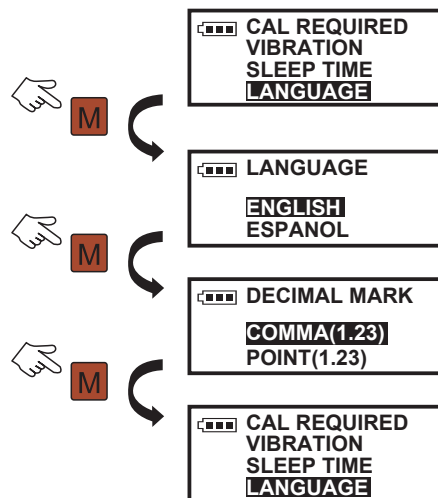 CAL REQUIRED
VIBRATION
SLEEP TIME
LANGUAGE
M
LANGUAGE
ENGLISH
ESPANOL
M
DECIMAL MARK
COMMA(1.23)
POINT(1.23)
M
CAL REQUIRED
VIBRATION
SLEEP TIME
LANGUAGE